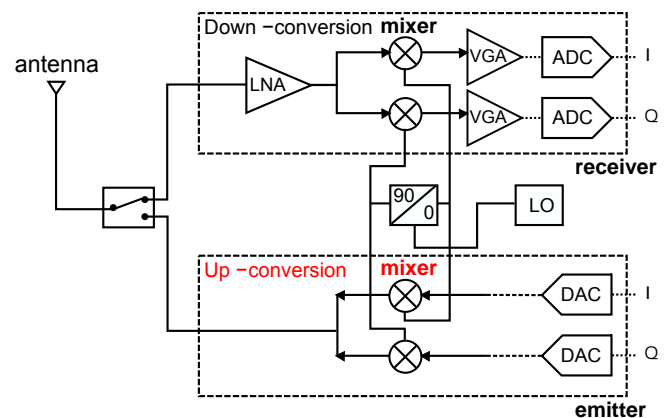 Down −conversion mixer
antenna
LNA
VGA
ADC
I
VGA
ADC
Q
receiver
90
0
LO
Up −conversion mixer
DAC
I
DAC
Q
emitter